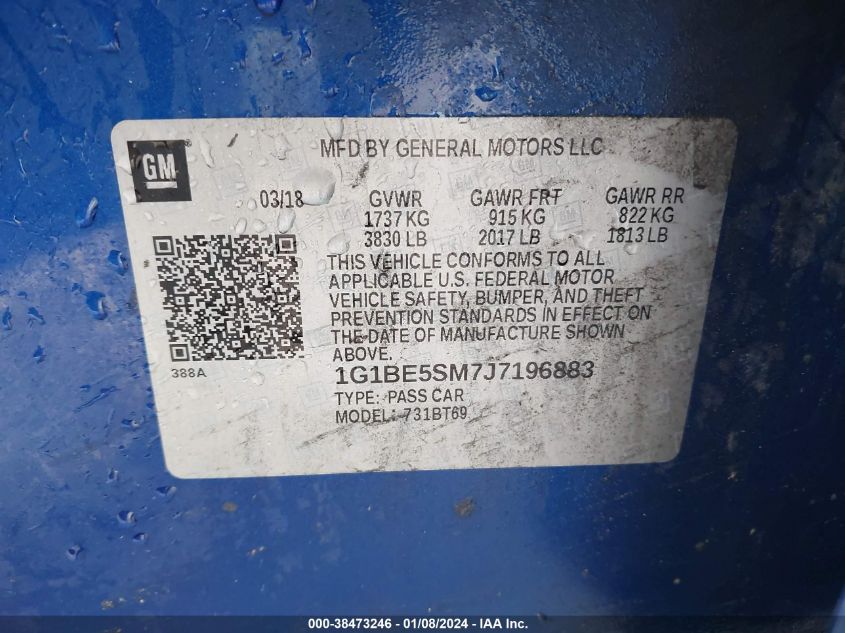 GM
MFD BY GENERAL MOTORS LLC
03/18 GVWR GAWR FRT GAWR RR
1737 KG 915 KG 822 KG
3830 LB 2017 LB 1813 LB
THIS VEHICLE CONFORMS TO ALL
APPLICABLE U.S. FEDERAL MOTOR
VEHICLE SAFETY, BUMPER, AND THEFT
PREVENTION STANDARDS IN EFFECT ON
THE DATE OF MANUFACTURE SHOWN
ABOVE.
388A
1G1BE5SM7J7196883
TYPE: PASS CAR
MODEL: 731BT69
000-38473246 - 01/08/2024 - IAA Inc.